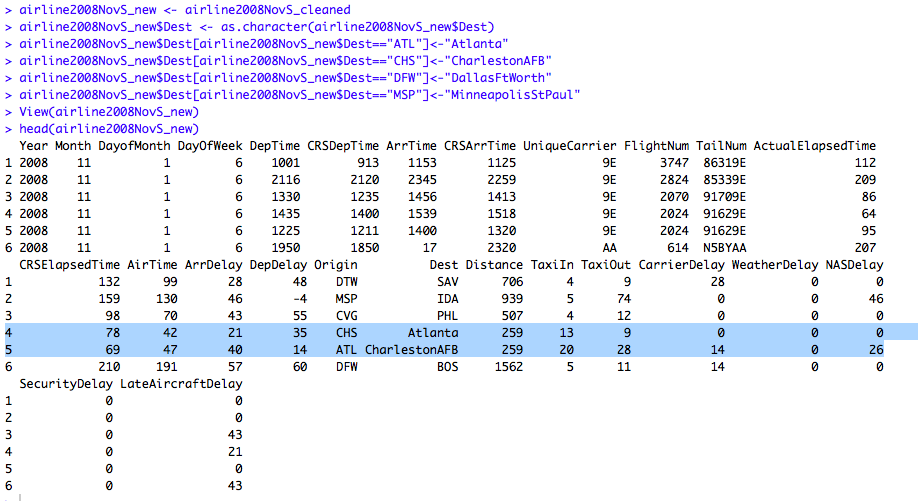 > airline2008NovS_new <- airline2008NovS_cleaned
> airline2008NovS_new$Dest <- as.character(airline2008NovS_new$Dest)
> airline2008NovS_new$Dest[airline2008NovS_new$Dest=="ATL"]<-"Atlanta"
> airline2008NovS_new$Dest[airline2008NovS_new$Dest=="CHS"]<-"CharlestonAFB"
> airline2008NovS_new$Dest[airline2008NovS_new$Dest=="DFW"]<-"DallasFtWorth"
> airline2008NovS_new$Dest[airline2008NovS_new$Dest=="MSP"]<-"MinneapolisStPaul"
> View(airline2008NovS_new)
> head(airline2008NovS_new)
  Year Month DayofMonth DayOfWeek DepTime CRSDepTime ArrTime CRSArrTime UniqueCarrier FlightNum TailNum ActualElapsedTime
1 2008    11          1         6    1001        913    1153       1125            9E      3747  86319E               112
2 2008    11          1         6    2116       2120    2345       2259            9E      2824  85339E               209
3 2008    11          1         6    1330       1235    1456       1413            9E      2070  91709E                86
4 2008    11          1         6    1435       1400    1539       1518            9E      2024  91629E                64
5 2008    11          1         6    1225       1211    1400       1320            9E      2024  91629E                95
6 2008    11          1         6    1950       1850      17       2320            AA       614  N5BYAA               207
  CRSElapsedTime AirTime ArrDelay DepDelay Origin          Dest Distance TaxiIn TaxiOut CarrierDelay WeatherDelay NASDelay
1            132      99       28       48    DTW           SAV      706      4       9           28            0        0
2            159     130       46       -4    MSP           IDA      939      5      74            0            0       46
3             98      70       43       55    CVG           PHL      507      4      12            0            0        0
4             78      42       21       35    CHS       Atlanta      259     13       9            0            0        0
5             69      47       40       14    ATL CharlestonAFB      259     20      28           14            0       26
6            210     191       57       60    DFW           BOS     1562      5      11           14            0        0
  SecurityDelay LateAircraftDelay
1             0                 0
2             0                 0
3             0                43
4             0                21
5             0                 0
6             0                43